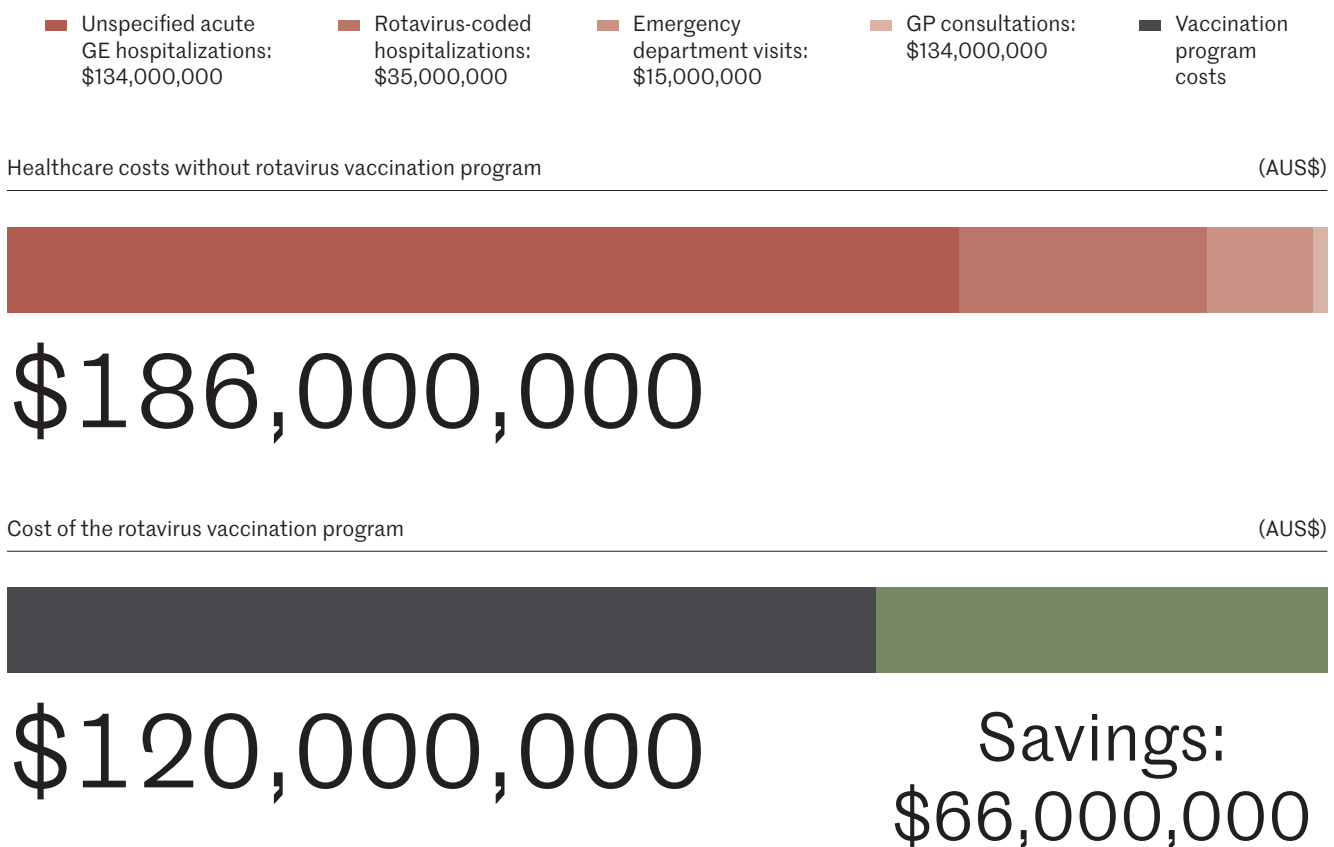 Unspecified acute
GE hospitalizations:
$134,000,000
Rotavirus-coded
hospitalizations:
$35,000,000
Emergency
department visits:
$15,000,000
GP consultations:
$134,000,000
Vaccination
program
costs
Healthcare costs without rotavirus vaccination program (AUS$)
$186,000,000
Cost of the rotavirus vaccination program (AUS$)
$120,000,000
Savings:
$66,000,000